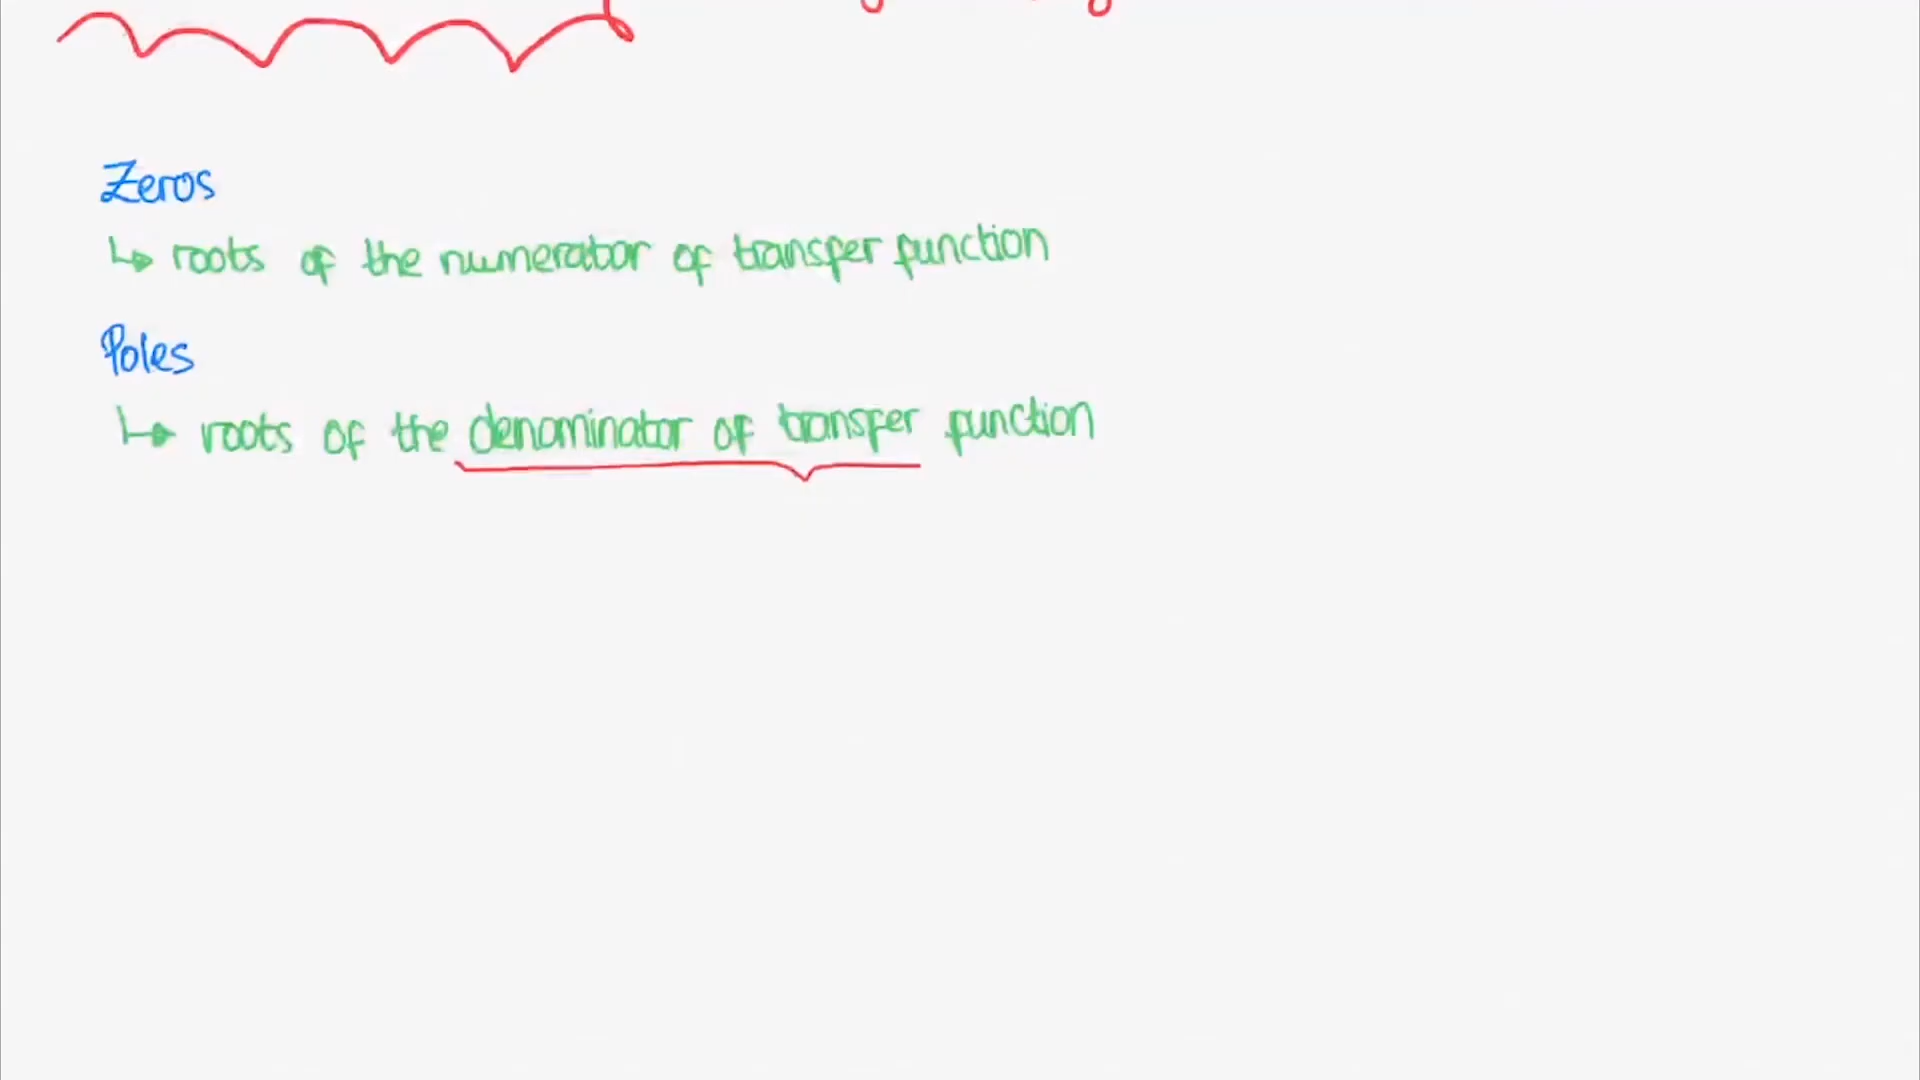 Zeros
↳ roots of the numerator of transfer function
Poles
↳ roots of the denominator of transfer function